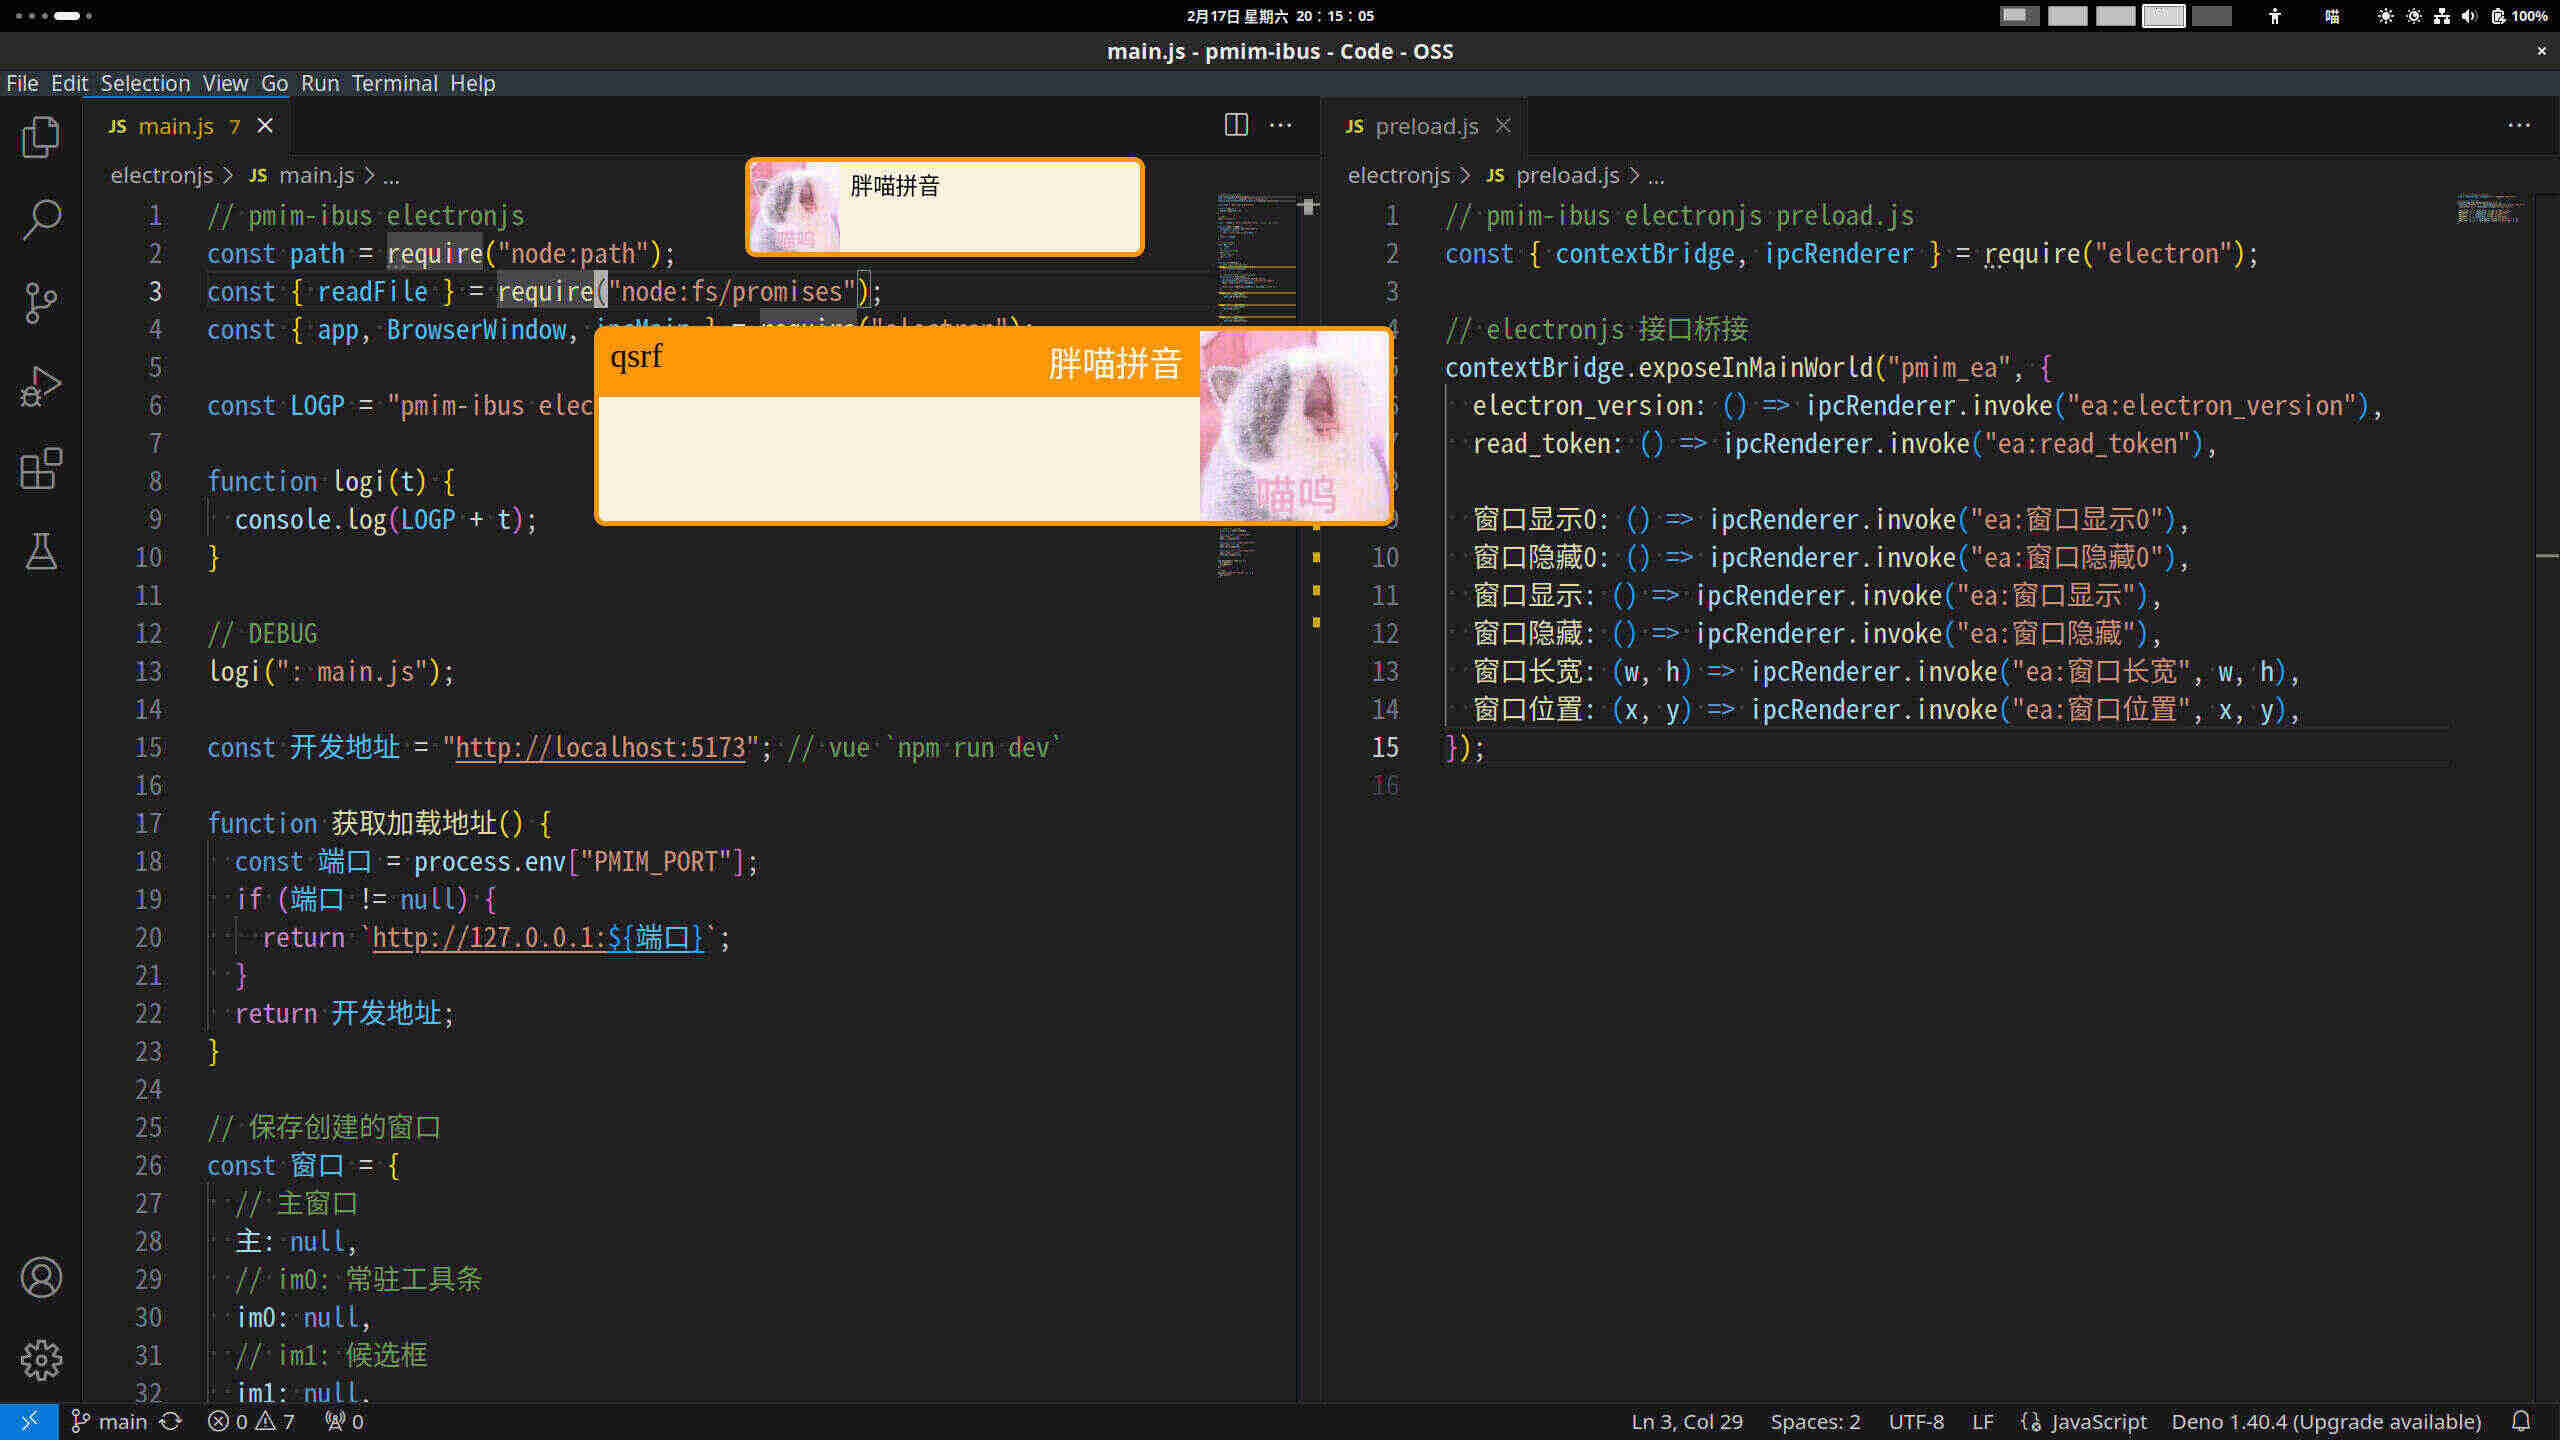 2月17日 星期六 20：15：05
喵
100%
main.js - pmim-ibus - Code - OSS
File Edit Selection View Go Run Terminal Help
JS main.js 7
electronjs > JS main.js > ...
1 // pmim-ibus electronjs
2 const path = require("node:path");
3 const { readFile } = require("node:fs/promises");
4 const { app, BrowserWindow, ipcMain } = require("electron");
5
6 const LOGP = "pmim-ibus elec
7
8 function logi(t) {
9 console.log(LOGP + t);
10 }
11
12 // DEBUG
13 logi(": main.js");
14
15 const 开发地址 = "http://localhost:5173"; // vue `npm run dev`
16
17 function 获取加载地址() {
18 const 端口 = process.env["PMIM_PORT"];
19 if (端口 != null) {
20 return `http://127.0.0.1:${端口}`;
21 }
22 return 开发地址;
23 }
24
25 // 保存创建的窗口
26 const 窗口 = {
27 // 主窗口
28 主: null,
29 // im0: 常驻工具条
30 im0: null,
31 // im1: 候选框
32 im1: null,
胖喵拼音
喵呜
qsrf
胖喵拼音
喵呜
JS preload.js
electronjs > JS preload.js > ...
1 // pmim-ibus electronjs preload.js
2 const { contextBridge, ipcRenderer } = require("electron");
3
4 // electronjs 接口桥接
contextBridge.exposeInMainWorld("pmim_ea", {
electron_version: () => ipcRenderer.invoke("ea:electron_version"),
read_token: () => ipcRenderer.invoke("ea:read_token"),
9 窗口显示0: () => ipcRenderer.invoke("ea:窗口显示0"),
10 窗口隐藏0: () => ipcRenderer.invoke("ea:窗口隐藏0"),
11 窗口显示: () => ipcRenderer.invoke("ea:窗口显示"),
12 窗口隐藏: () => ipcRenderer.invoke("ea:窗口隐藏"),
13 窗口长宽: (w, h) => ipcRenderer.invoke("ea:窗口长宽", w, h),
14 窗口位置: (x, y) => ipcRenderer.invoke("ea:窗口位置", x, y),
15 });
16
main 0 7 0
Ln 3, Col 29 Spaces: 2 UTF-8 LF JavaScript Deno 1.40.4 (Upgrade available)